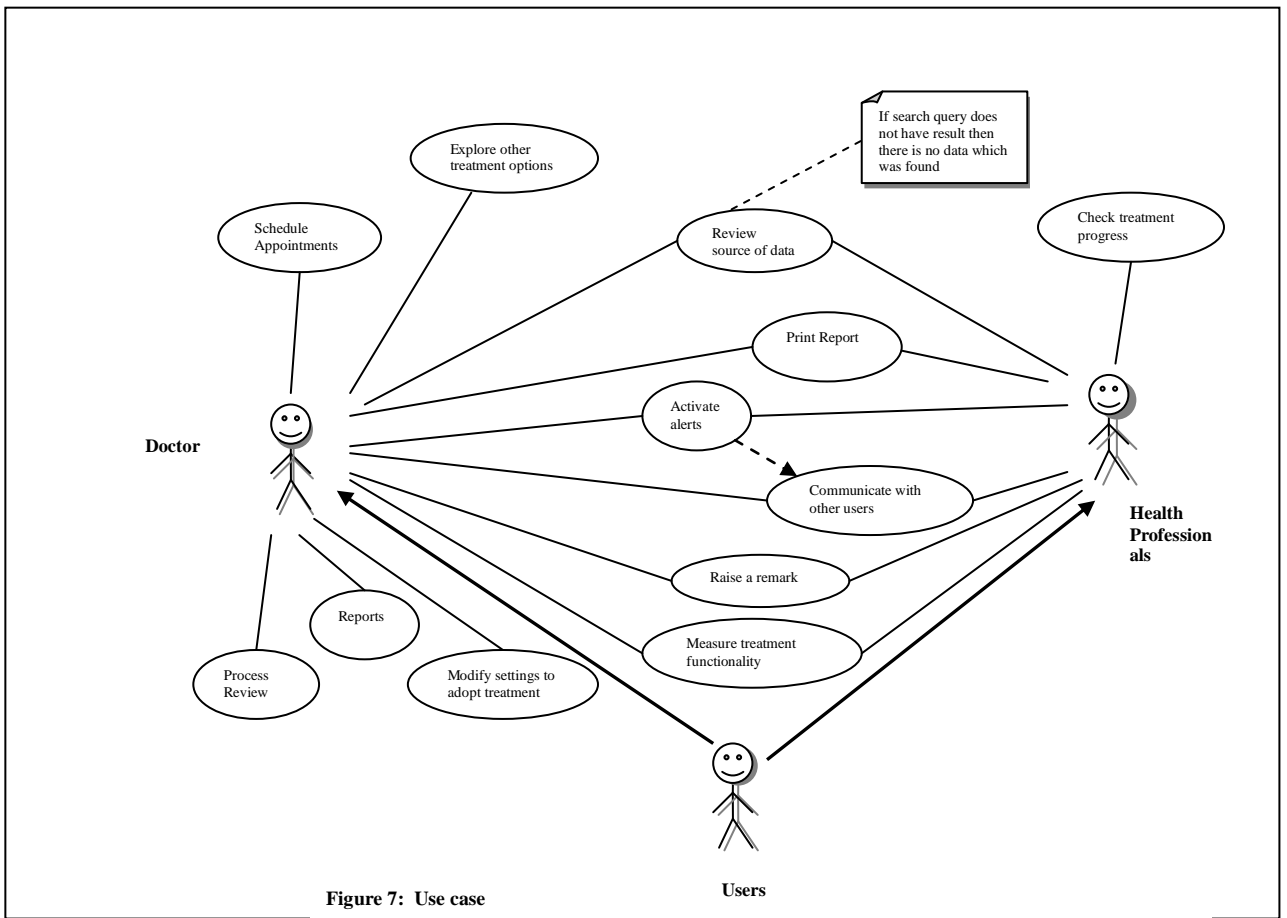 If search query does
not have result then
there is no data which
was found
Explore other
treatment options
Schedule
Appointments
Review
source of data
Check treatment
progress
Print Report
Activate
alerts
Doctor
Communicate with
other users
Health
Profession
als
Raise a remark
Reports
Measure treatment
functionality
Process
Review
Modify settings to
adopt treatment
Users
Figure 7:  Use case